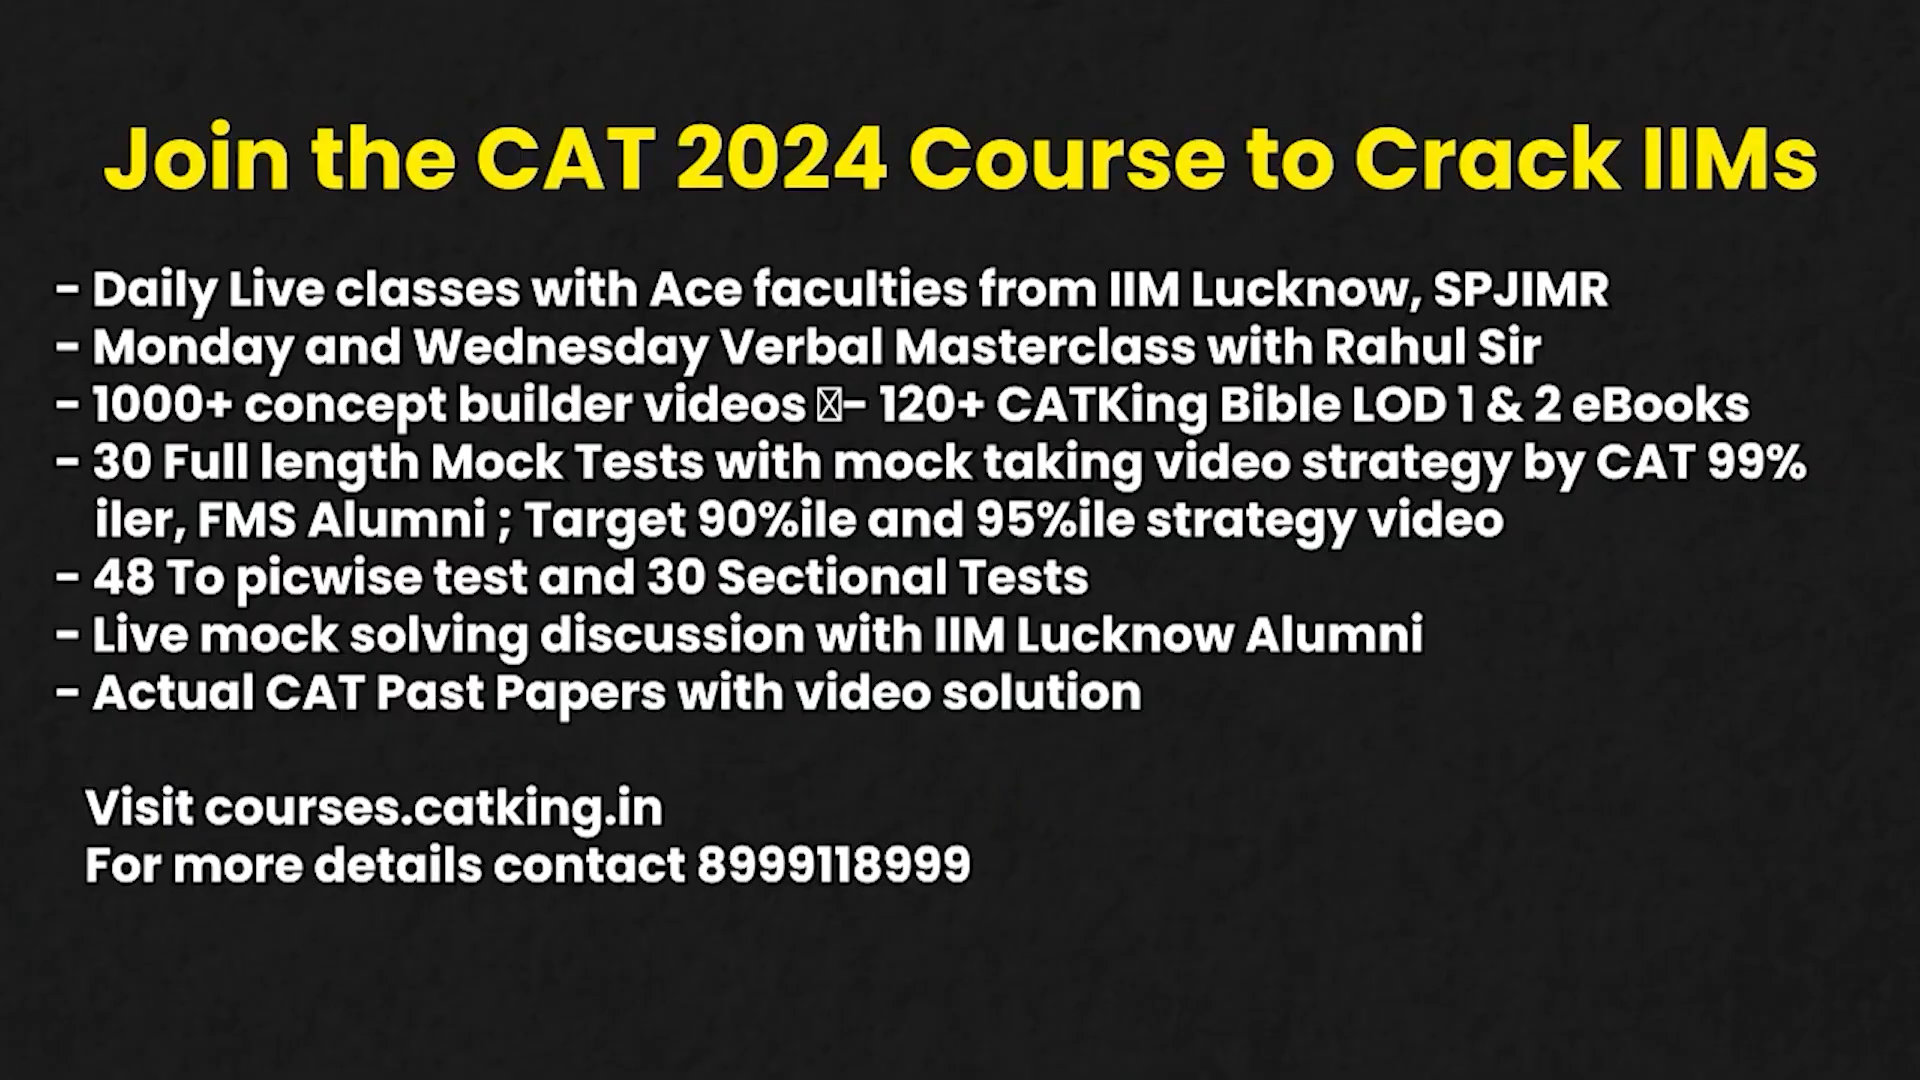 Join the CAT 2024 Course to Crack IIMs
- Daily Live classes with Ace faculties from IIM Lucknow, SPJIMR
- Monday and Wednesday Verbal Masterclass with Rahul Sir
- 1000+ concept builder videos - 120+ CATKing Bible LOD 1 & 2 eBooks
- 30 Full length Mock Tests with mock taking video strategy by CAT 99%
iler, FMS Alumni ; Target 90%ile and 95%ile strategy video
- 48 To picwise test and 30 Sectional Tests
- Live mock solving discussion with IIM Lucknow Alumni
- Actual CAT Past Papers with video solution
Visit courses.catking.in
For more details contact 8999118999